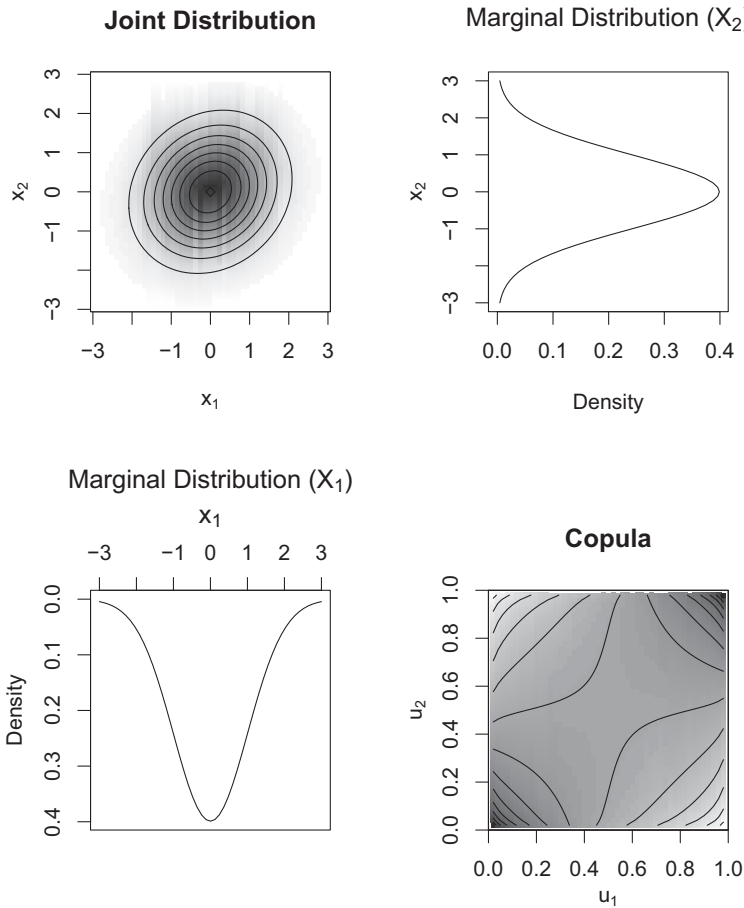 Joint Distribution
Marginal Distribution (X2)
3
2
1
0
−1
−3
x2
−3 −1 0 1 2 3
x1
3
2
1
0
−1
−3
x2
0.0 0.1 0.2 0.3 0.4
Density
Marginal Distribution (X1)
x1
−3 −1 0 1 2 3
0.0
0.1
0.2
0.3
0.4
Density
Copula
1.0
0.8
0.6
0.4
0.2
0.0
u2
0.0 0.2 0.4 0.6 0.8 1.0
u1